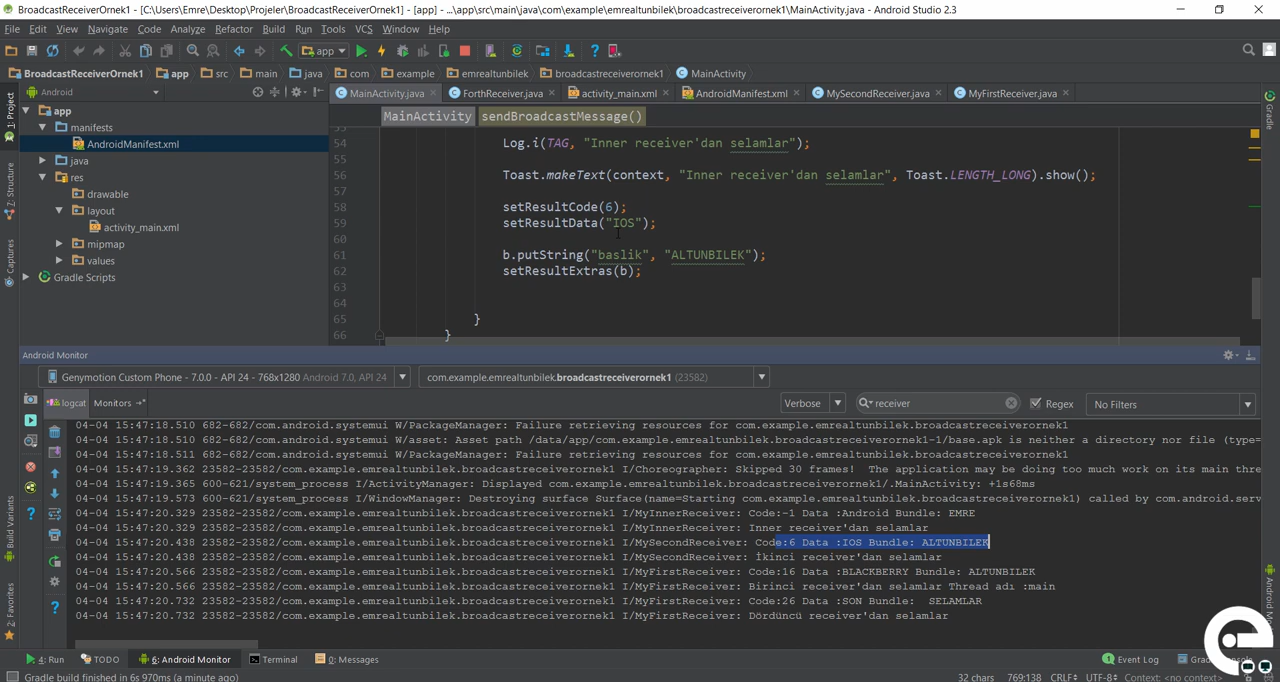 BroadcastReceiverOrnek1 - [C:\Users\Emre\Desktop\Projeler\BroadcastReceiverOrnek1] - [app] - ...\app\src\main\java\com\example\emrealtunbilek\broadcastreceiverornek1\MainActivity.java - Android Studio 2.3
File Edit View Navigate Code Analyze Refactor Build Run Tools VCS Window Help
app
BroadcastReceiverOrnek1 app src main java com example emrealtunbilek broadcastreceiverornek1 MainActivity
Android
MainActivity.java ForthReceiver.java activity_main.xml AndroidManifest.xml MySecondReceiver.java MyFirstReceiver.java
1: Project
Z: Structure
Captures
Build Variants
2: Favorites
Gradle
app
manifests
AndroidManifest.xml
java
res
drawable
layout
activity_main.xml
mipmap
values
Gradle Scripts
MainActivity sendBroadcastMessage()
54 Log.i(TAG, "Inner receiver'dan selamlar");
55
56 Toast.makeText(context, "Inner receiver'dan selamlar", Toast.LENGTH_LONG).show();
57
58 setResultCode(6);
59 setResultData("IOS");
60
61 b.putString("baslik", "ALTUNBILEK");
62 setResultExtras(b);
63
64
65 }
66 }
Android Monitor
Genymotion Custom Phone - 7.0.0 - API 24 - 768x1280 Android 7.0, API 24 com.example.emrealtunbilek.broadcastreceiverornek1 (23582)
logcat Monitors Verbose receiver Regex No Filters
04-04 15:47:18.510 682-682/com.android.systemui W/PackageManager: Failure retrieving resources for com.example.emrealtunbilek.broadcastreceiverornek1
04-04 15:47:18.510 682-682/com.android.systemui W/asset: Asset path /data/app/com.example.emrealtunbilek.broadcastreceiverornek1-1/base.apk is neither a directory nor file (type=
04-04 15:47:18.511 682-682/com.android.systemui W/PackageManager: Failure retrieving resources for com.example.emrealtunbilek.broadcastreceiverornek1
04-04 15:47:19.362 23582-23582/com.example.emrealtunbilek.broadcastreceiverornek1 I/Choreographer: Skipped 30 frames! The application may be doing too much work on its main thre
04-04 15:47:19.365 600-621/system_process I/ActivityManager: Displayed com.example.emrealtunbilek.broadcastreceiverornek1/.MainActivity: +1s68ms
04-04 15:47:19.573 600-621/system_process I/WindowManager: Destroying surface Surface(name=Starting com.example.emrealtunbilek.broadcastreceiverornek1) called by com.android.serv
04-04 15:47:20.329 23582-23582/com.example.emrealtunbilek.broadcastreceiverornek1 I/MyInnerReceiver: Code:-1 Data :Android Bundle: EMRE
04-04 15:47:20.329 23582-23582/com.example.emrealtunbilek.broadcastreceiverornek1 I/MyInnerReceiver: Inner receiver'dan selamlar
04-04 15:47:20.438 23582-23582/com.example.emrealtunbilek.broadcastreceiverornek1 I/MySecondReceiver: Code:6 Data :IOS Bundle: ALTUNBILEK
04-04 15:47:20.438 23582-23582/com.example.emrealtunbilek.broadcastreceiverornek1 I/MySecondReceiver: İkinci receiver'dan selamlar
04-04 15:47:20.586 23582-23582/com.example.emrealtunbilek.broadcastreceiverornek1 I/MyFirstReceiver: Code:16 Data :BLACKBERRY Bundle: ALTUNBILEK
04-04 15:47:20.586 23582-23582/com.example.emrealtunbilek.broadcastreceiverornek1 I/MyFirstReceiver: Birinci receiver'dan selamlar Thread adı :main
04-04 15:47:20.732 23582-23582/com.example.emrealtunbilek.broadcastreceiverornek1 I/MyFirstReceiver: Code:26 Data :SON Bundle: SELAMLAR
04-04 15:47:20.732 23582-23582/com.example.emrealtunbilek.broadcastreceiverornek1 I/MyFirstReceiver: Dördüncü receiver'dan selamlar
4: Run TODO 6: Android Monitor Terminal 0: Messages Event Log
Gradle build finished in 6s 970ms (a minute ago) 32 chars 769:138 CRLF UTF-8 Context: <no context>